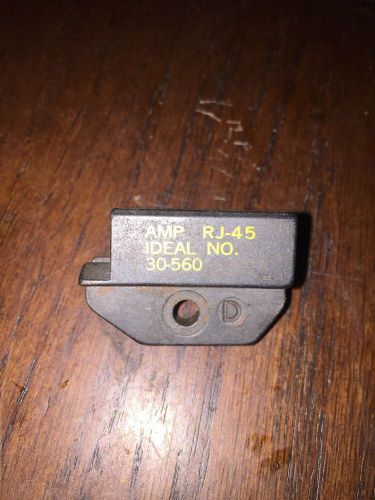 AMP RJ-45
IDEAL NO.
30-560
D